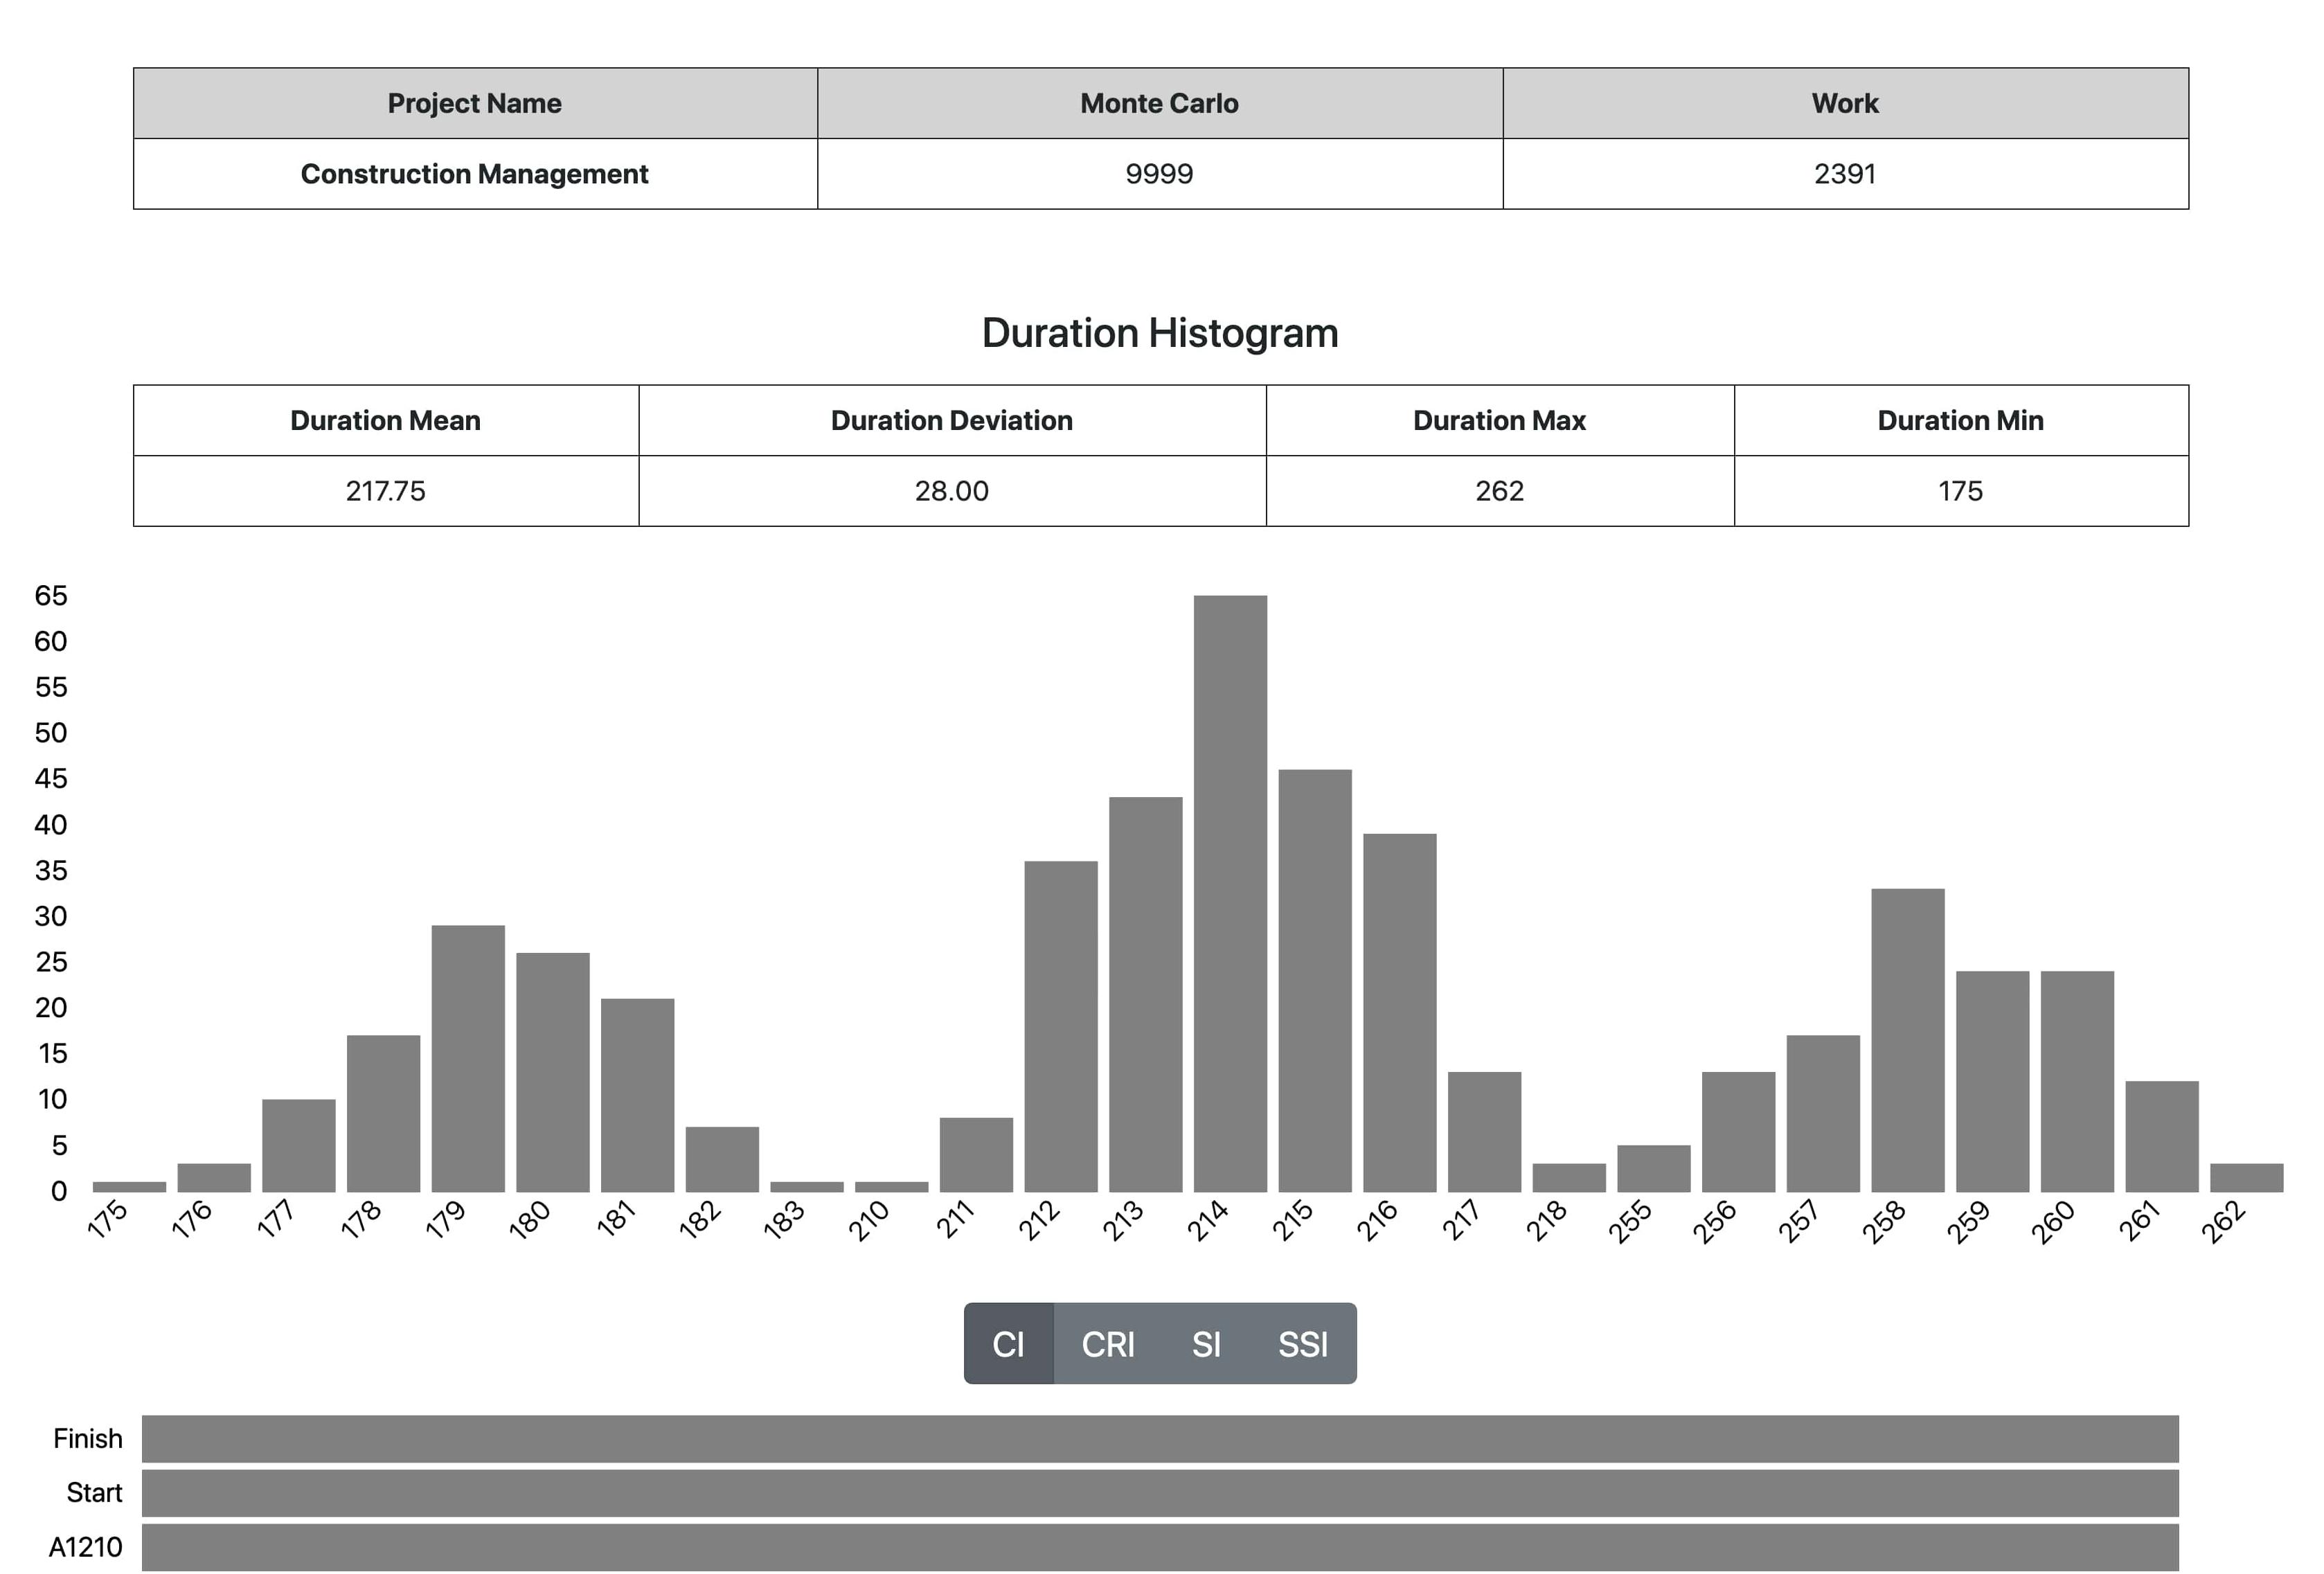 Project Name Monte Carlo Work
Construction Management 9999 2391
Duration Histogram
Duration Mean Duration Deviation Duration Max Duration Min
217.75 28.00 262 175
65
60
55
50
45
40
35
30
25
20
15
10
5
0
175 176 177 178 179 180 181 182 183 210 211 212 213 214 215 216 217 218 255 256 257 258 259 260 261 262
CI CRI SI SSI
Finish
Start
A1210